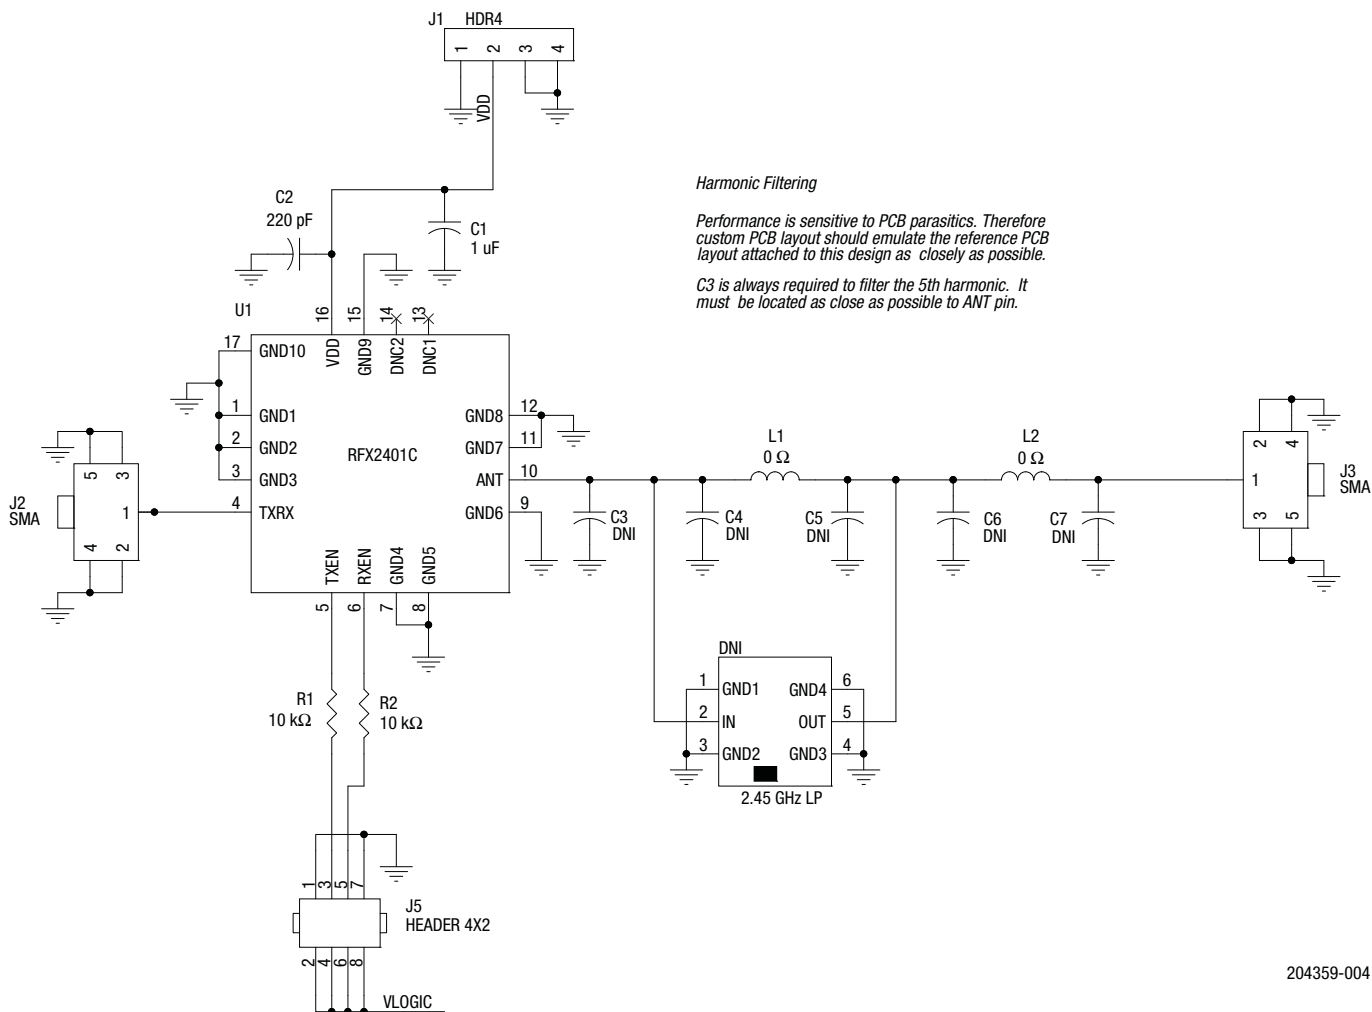 J1 HDR4
1 2 3 4
VDD
Harmonic Filtering
Performance is sensitive to PCB parasitics. Therefore
custom PCB layout should emulate the reference PCB
layout attached to this design as closely as possible.
C3 is always required to filter the 5th harmonic. It
must be located as close as possible to ANT pin.
C2
220 pF
C1
1 uF
U1
16 15 14 13
VDD GND9 DNC2 DNC1
17 GND10
1 GND1
2 GND2
3 GND3
4 TXRX
RFX2401C
GND8 12
GND7 11
ANT 10
GND6 9
TXEN RXEN GND4 GND5
5 6 7 8
J2
SMA
5 3
1
4 2
L1
0 Ω
L2
0 Ω
C3
DNI
C4
DNI
C5
DNI
C6
DNI
C7
DNI
2 4
1
3 5
J3
SMA
R1
10 kΩ
R2
10 kΩ
DNI
1 GND1 GND4 6
2 IN OUT 5
3 GND2 GND3 4
2.45 GHz LP
1 3 5 7
J5
HEADER 4X2
2 4 6 8
VLOGIC
204359-004